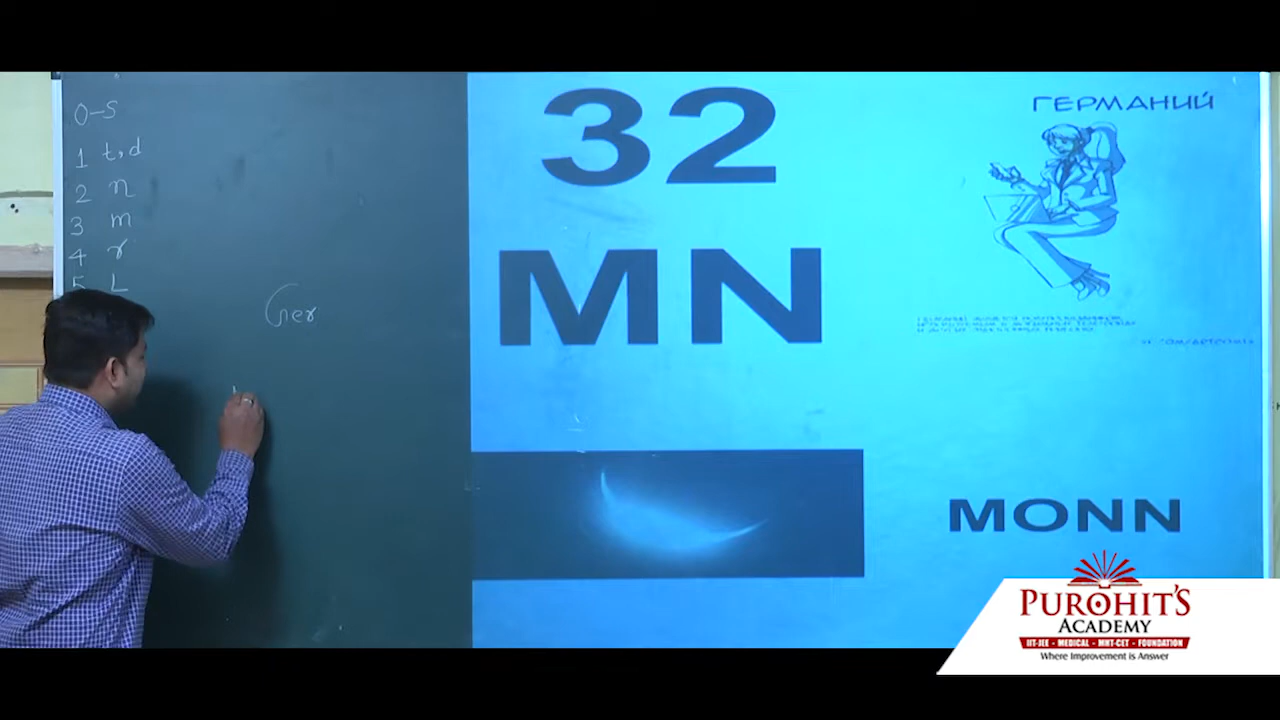 0-S
1 t,d
2 n
3 m
4 r
5 L
Ger
32
MN
ГЕРМАНИЙ
MONN
PUROHIT'S
ACADEMY
IIT-JEE - MEDICAL - MHT-CET - FOUNDATION
Where Improvement is Answer